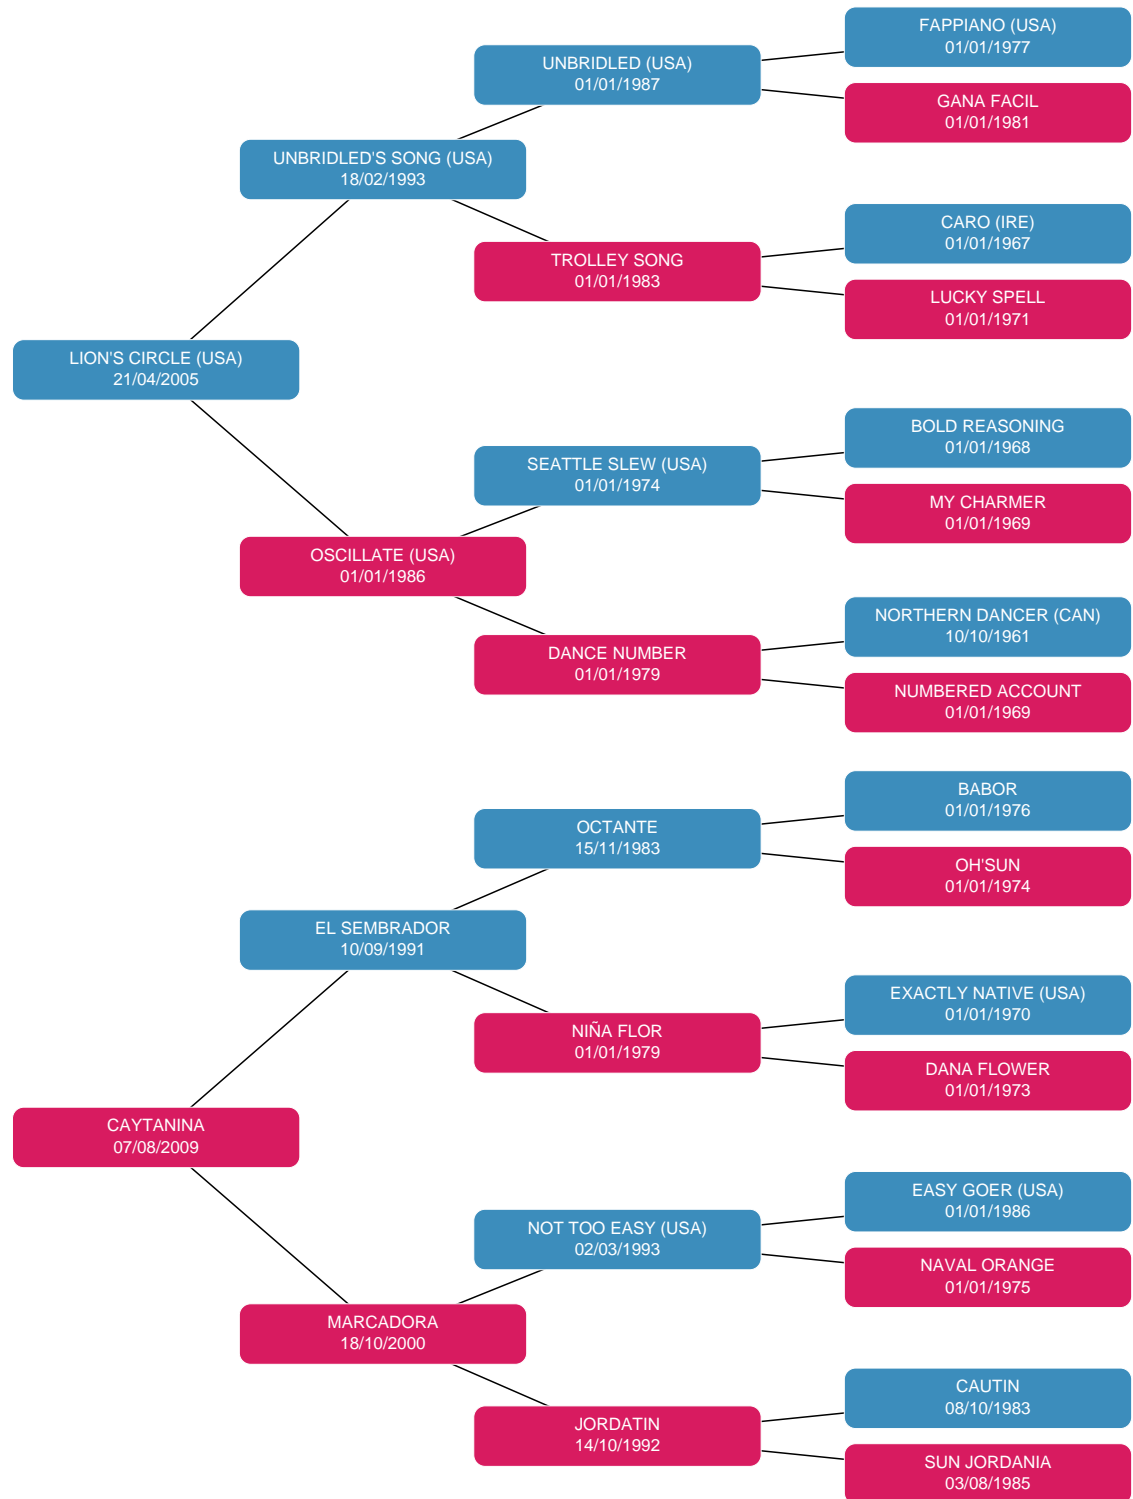 FAPPIANO (USA)
01/01/1977
UNBRIDLED (USA)
01/01/1987
GANA FACIL
01/01/1981
UNBRIDLED'S SONG (USA)
18/02/1993
CARO (IRE)
01/01/1967
TROLLEY SONG
01/01/1983
LUCKY SPELL
01/01/1971
LION'S CIRCLE (USA)
21/04/2005
BOLD REASONING
01/01/1968
SEATTLE SLEW (USA)
01/01/1974
MY CHARMER
01/01/1969
OSCILLATE (USA)
01/01/1986
NORTHERN DANCER (CAN)
10/10/1961
DANCE NUMBER
01/01/1979
NUMBERED ACCOUNT
01/01/1969
BABOR
01/01/1976
OCTANTE
15/11/1983
OH'SUN
01/01/1974
EL SEMBRADOR
10/09/1991
EXACTLY NATIVE (USA)
01/01/1970
NIÑA FLOR
01/01/1979
DANA FLOWER
01/01/1973
CAYTANINA
07/08/2009
EASY GOER (USA)
01/01/1986
NOT TOO EASY (USA)
02/03/1993
NAVAL ORANGE
01/01/1975
MARCADORA
18/10/2000
CAUTIN
08/10/1983
JORDATIN
14/10/1992
SUN JORDANIA
03/08/1985